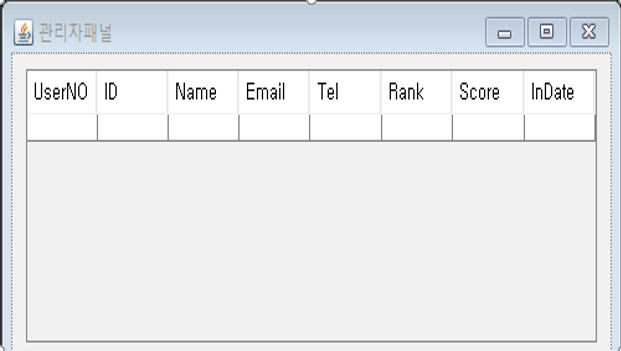 관리자패널
UserNO ID Name Email Tel Rank Score InDate